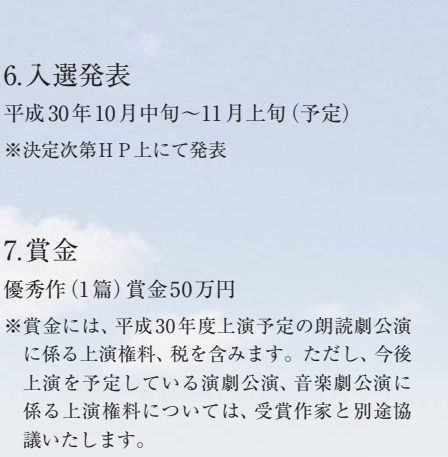 6.入選発表
平成30年10月中旬〜11月上旬(予定)
※決定次第ＨＰ上にて発表
7.賞金
優秀作(1篇)賞金50万円
※賞金には、平成30年度上演予定の朗読劇公演
に係る上演権料、税を含みます。ただし、今後
上演を予定している演劇公演、音楽劇公演に
係る上演権料については、受賞作家と別途協
議いたします。